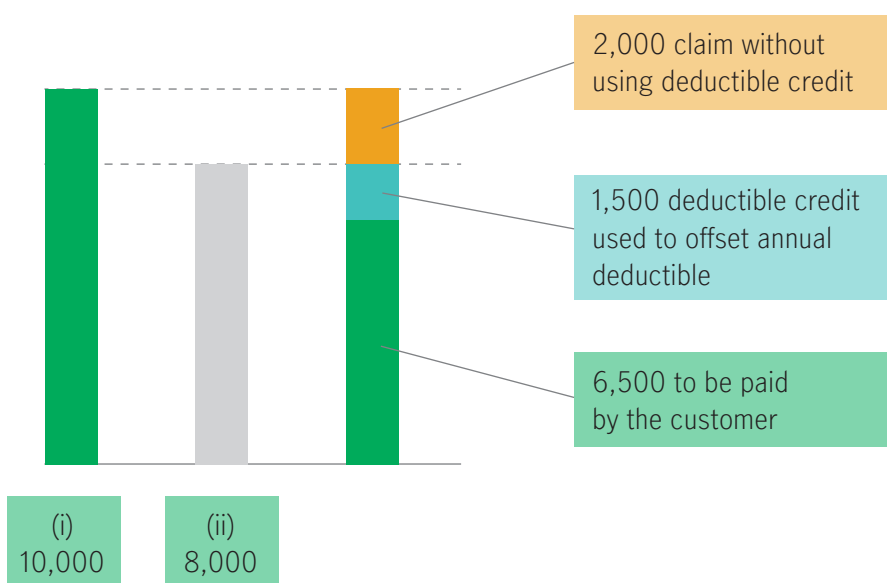 2,000 claim without
using deductible credit
1,500 deductible credit
used to offset annual
deductible
6,500 to be paid
by the customer
(i)
10,000
(ii)
8,000